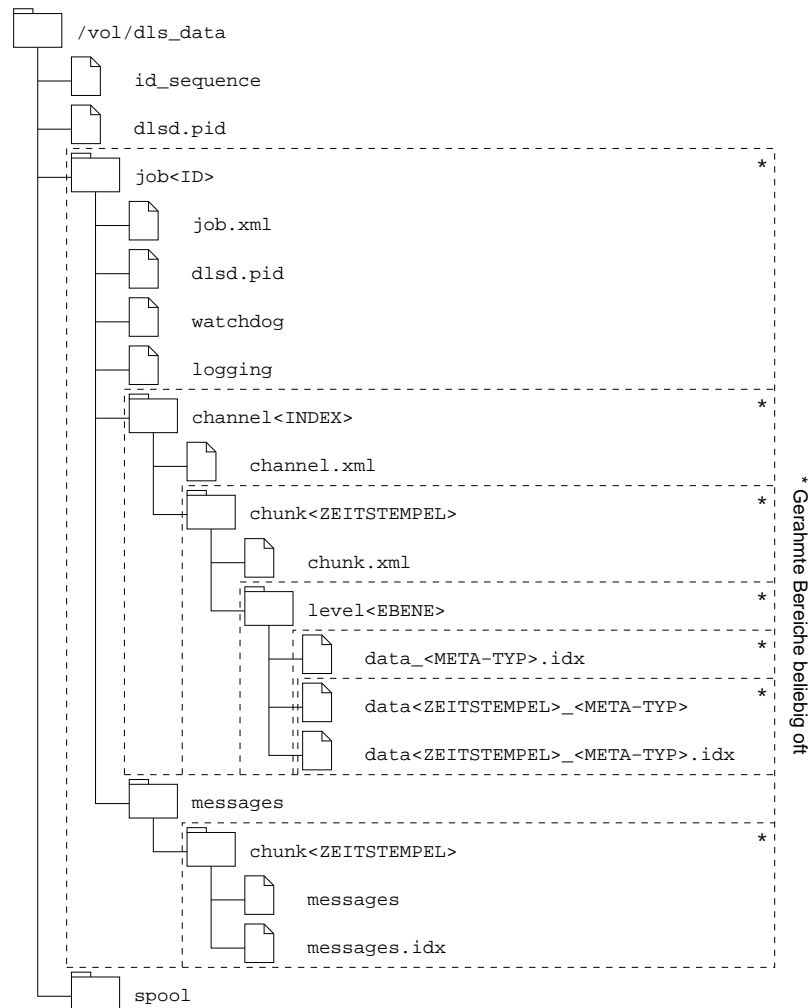 /vol/dls_data
id_sequence
dlsd.pid
job<ID>
*
job.xml
dlsd.pid
watchdog
logging
channel<INDEX>
*
channel.xml
chunk<ZEITSTEMPEL>
*
chunk.xml
level<EBENE>
*
data_<META-TYP>.idx
*
data<ZEITSTEMPEL>_<META-TYP>
*
data<ZEITSTEMPEL>_<META-TYP>.idx
messages
chunk<ZEITSTEMPEL>
*
messages
messages.idx
spool
* Gerahmte Bereiche beliebig oft